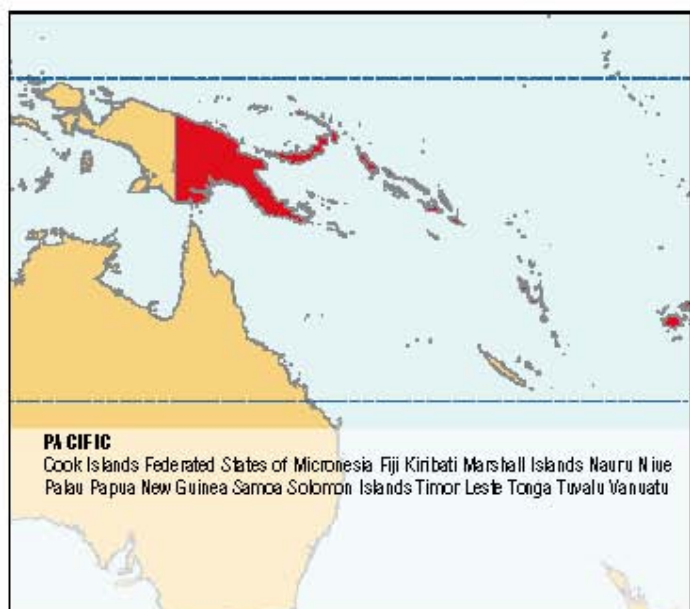 PACIFIC
Cook Islands Federated States of Micronesia Fiji Kiribati Marshall Islands Nauru Niue
Palau Papua New Guinea Samoa Solomon Islands Timor Leste Tonga Tuvalu Vanuatu